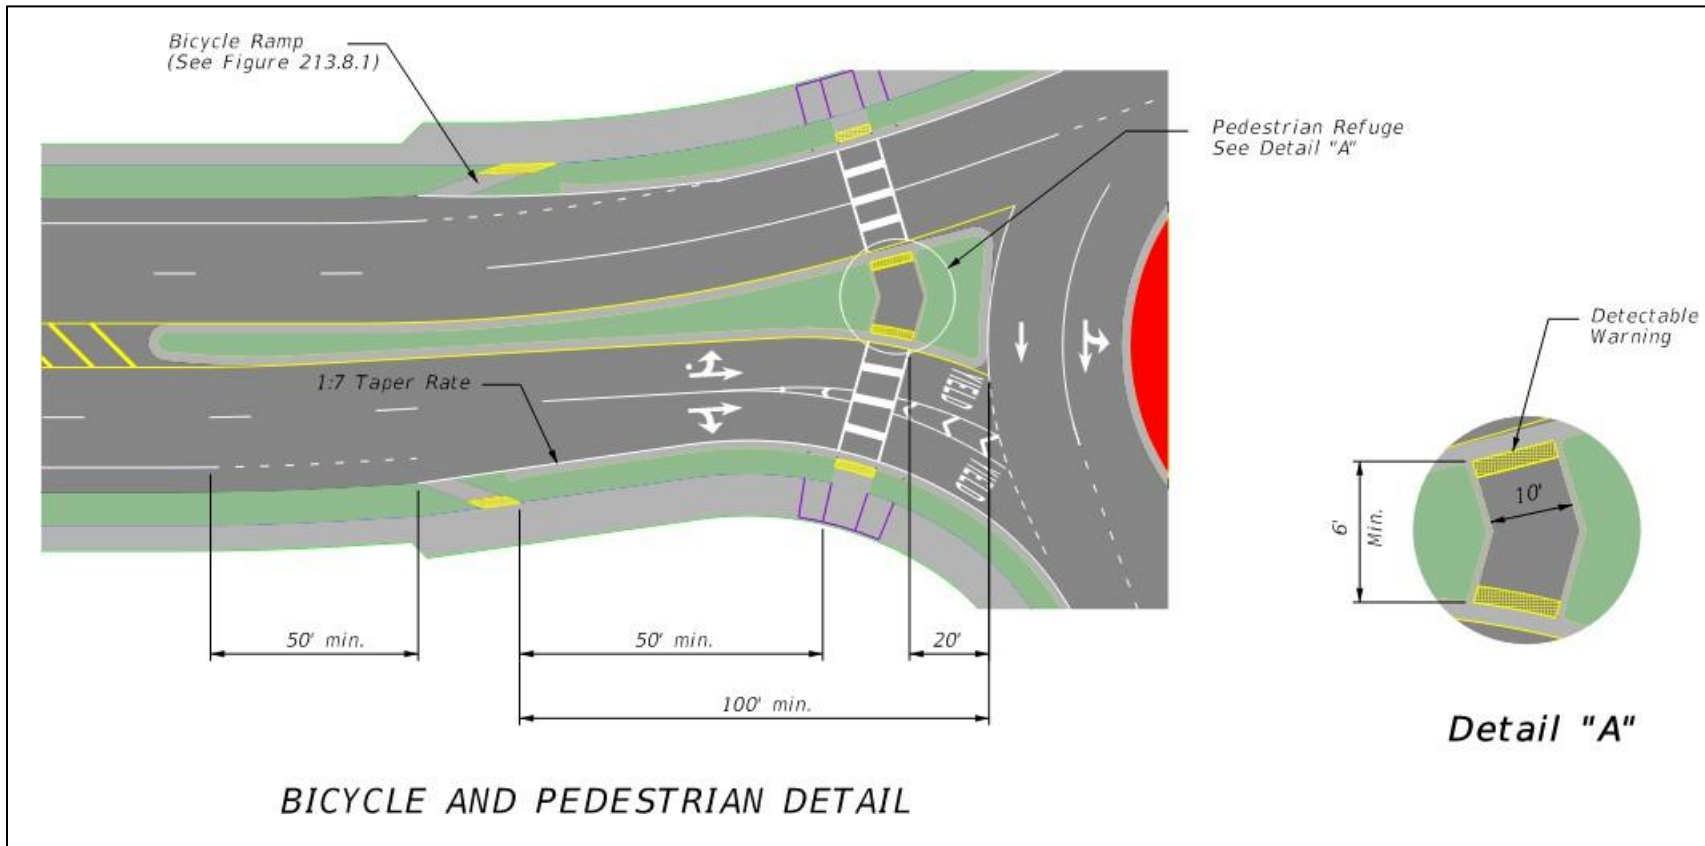 Bicycle Ramp
(See Figure 213.8.1)
Pedestrian Refuge
See Detail "A"
1:7 Taper Rate
YIELD
YIELD
Detectable
Warning
10'
6'
Min.
50' min.
50' min.
20'
100' min.
Detail "A"
BICYCLE AND PEDESTRIAN DETAIL